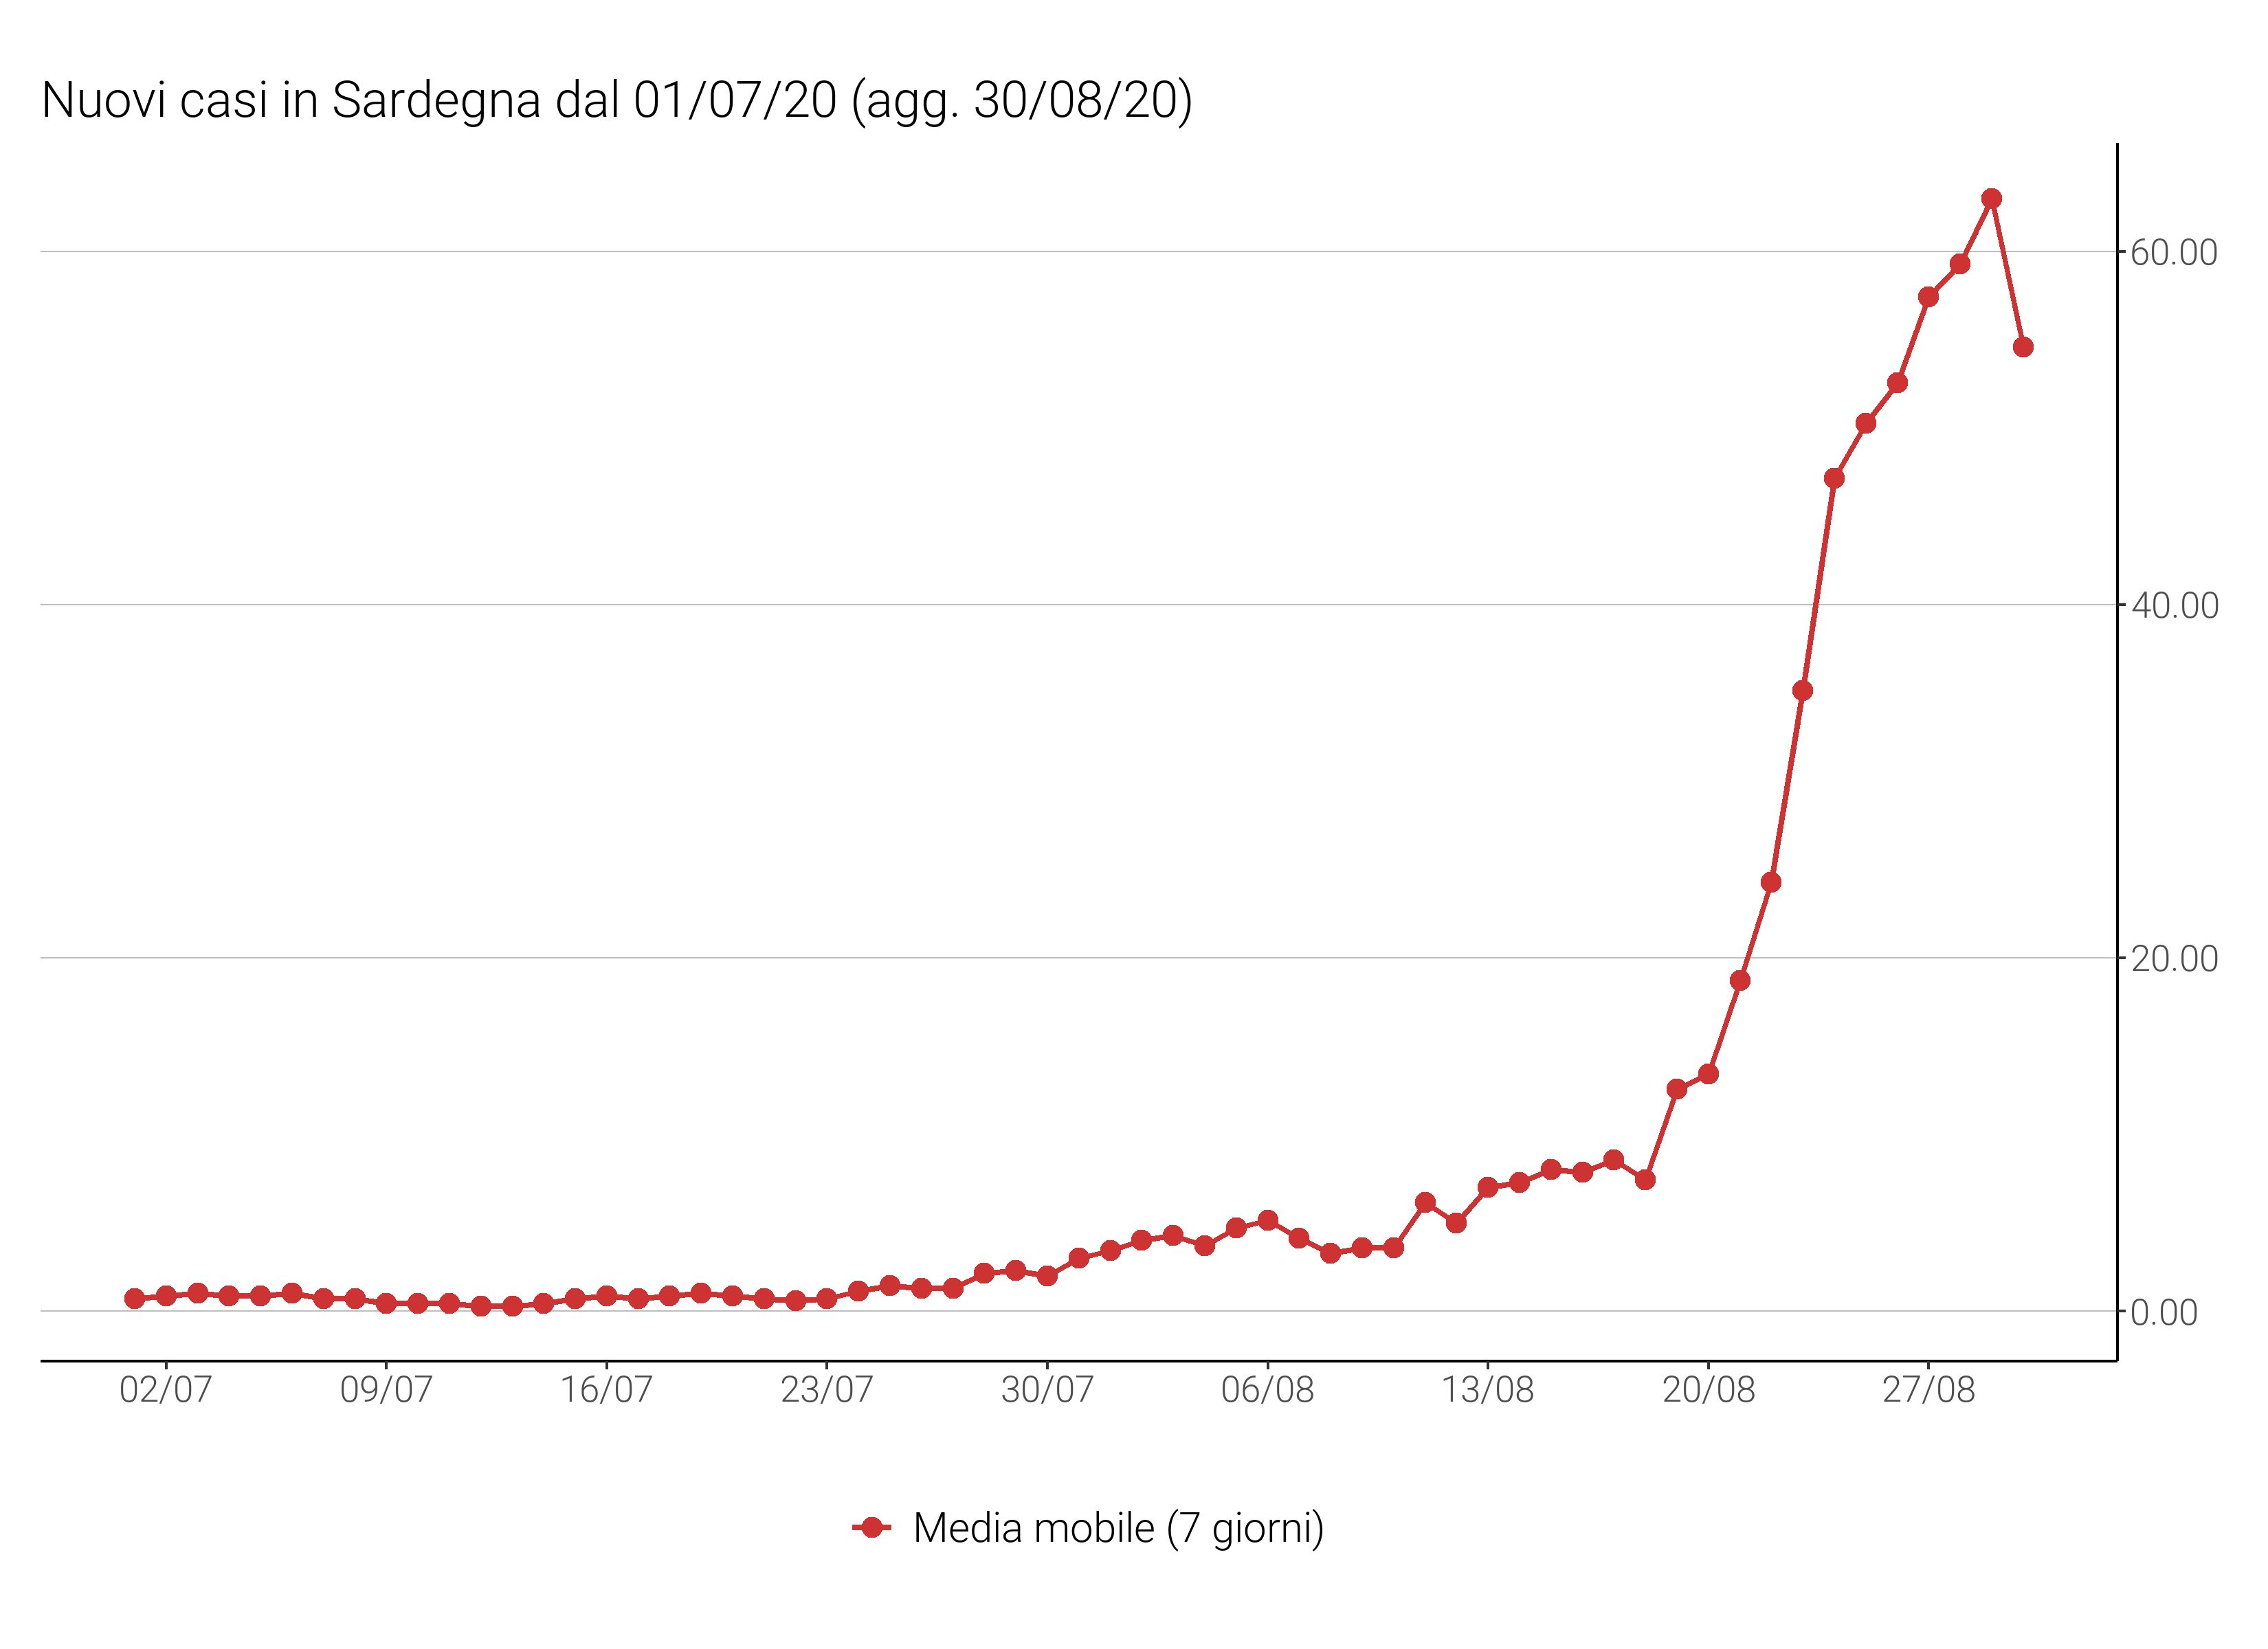 Nuovi casi in Sardegna dal 01/07/20 (agg. 30/08/20)
60.00
40.00
20.00
0.00
02/07 09/07 16/07 23/07 30/07 06/08 13/08 20/08 27/08
Media mobile (7 giorni)